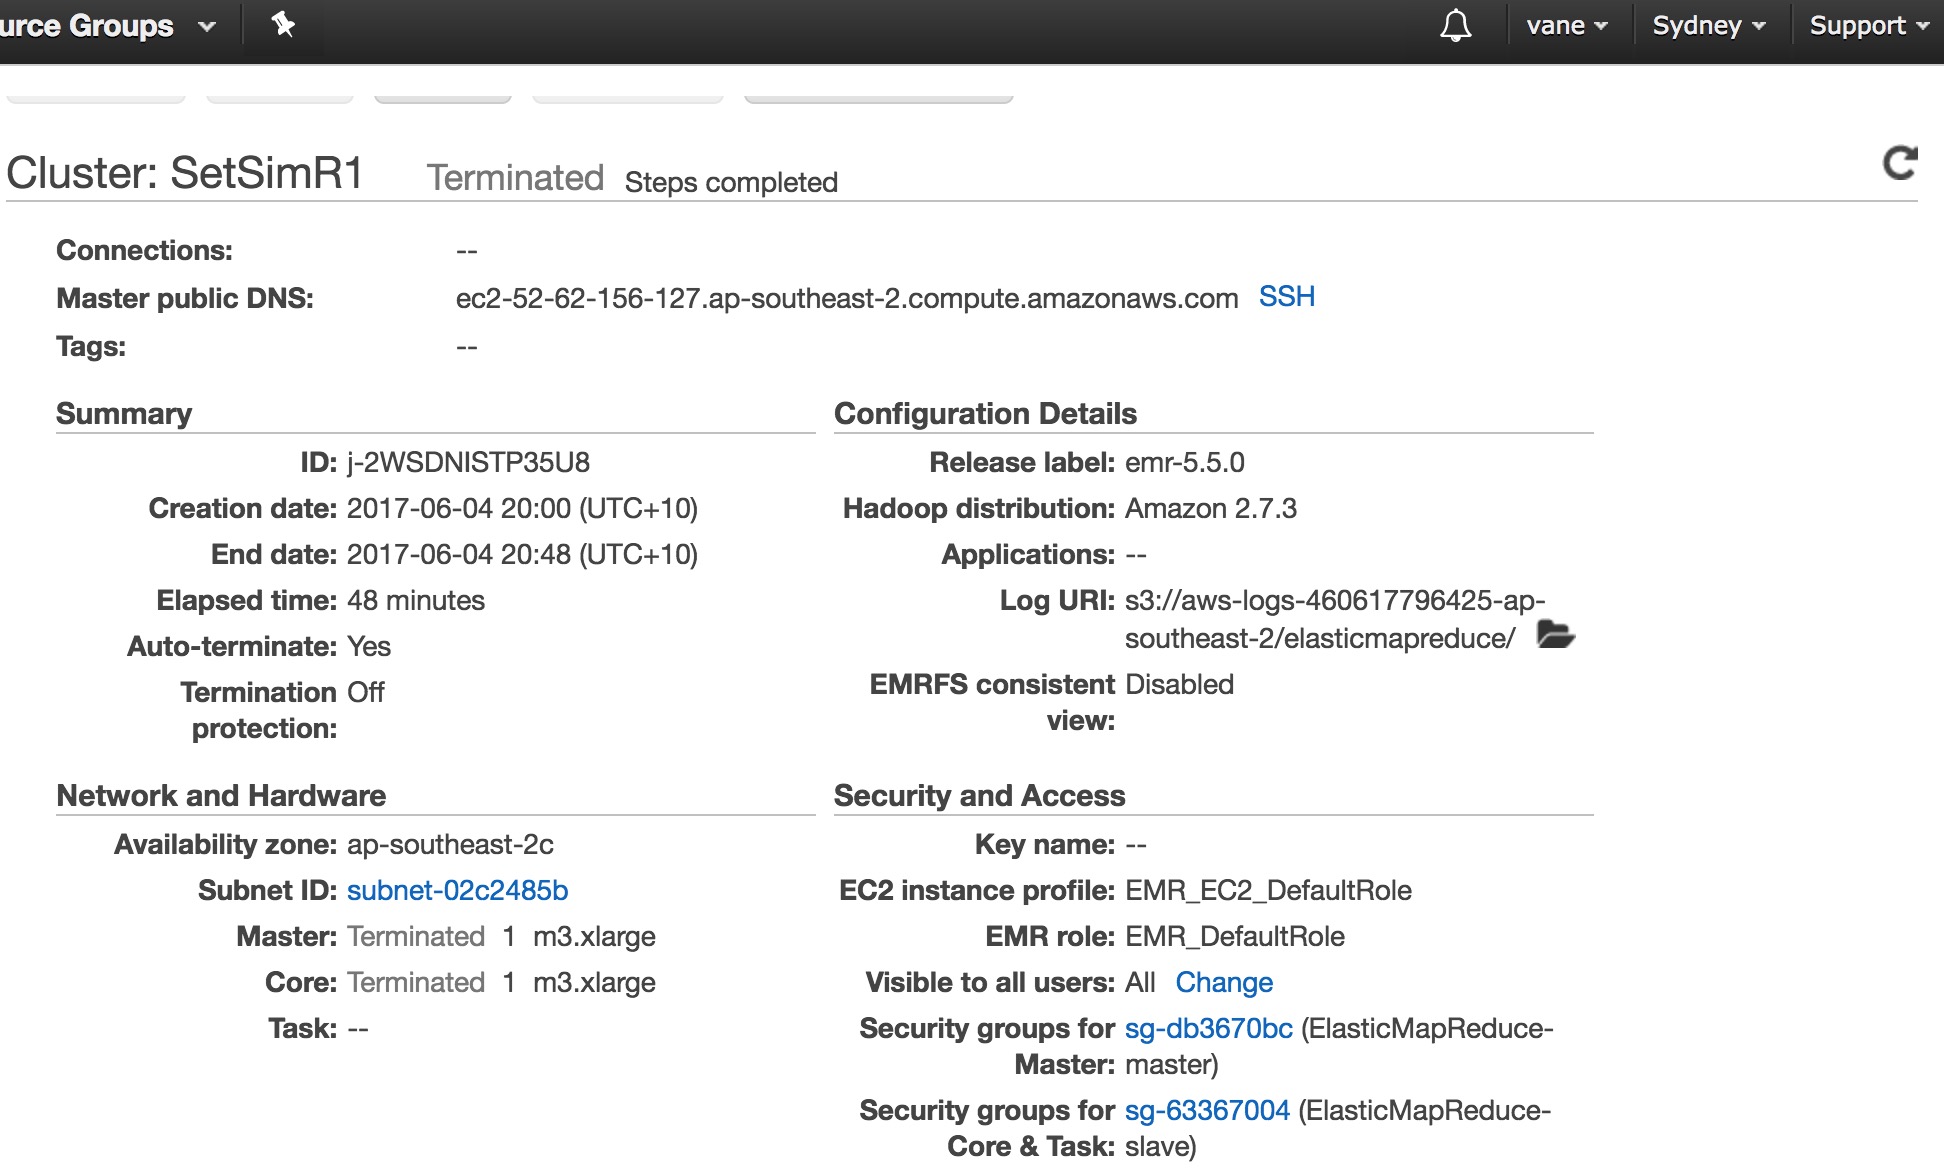 urce Groups vane Sydney Support
Cluster: SetSimR1 Terminated Steps completed
Connections: --
Master public DNS: ec2-52-62-156-127.ap-southeast-2.compute.amazonaws.com SSH
Tags: --
Summary
ID: j-2WSDNISTP35U8
Creation date: 2017-06-04 20:00 (UTC+10)
End date: 2017-06-04 20:48 (UTC+10)
Elapsed time: 48 minutes
Auto-terminate: Yes
Termination Off
protection:
Configuration Details
Release label: emr-5.5.0
Hadoop distribution: Amazon 2.7.3
Applications: --
Log URI: s3://aws-logs-460617796425-ap-
southeast-2/elasticmapreduce/
EMRFS consistent Disabled
view:
Network and Hardware
Availability zone: ap-southeast-2c
Subnet ID: subnet-02c2485b
Master: Terminated 1 m3.xlarge
Core: Terminated 1 m3.xlarge
Task: --
Security and Access
Key name: --
EC2 instance profile: EMR_EC2_DefaultRole
EMR role: EMR_DefaultRole
Visible to all users: All Change
Security groups for sg-db3670bc (ElasticMapReduce-
Master: master)
Security groups for sg-63367004 (ElasticMapReduce-
Core & Task: slave)